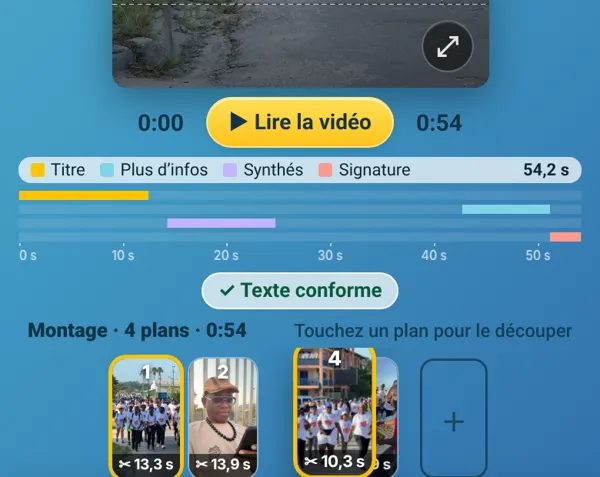 0:00
▶ Lire la vidéo
0:54
Titre
Plus d’infos
Synthés
Signature
54,2 s
0 s
10 s
20 s
30 s
40 s
50 s
✓ Texte conforme
Montage · 4 plans · 0:54
Touchez un plan pour le découper
1
2
4
+
✂ 13,3 s
✂ 13,9 s
✂ 10,3 s
9 s